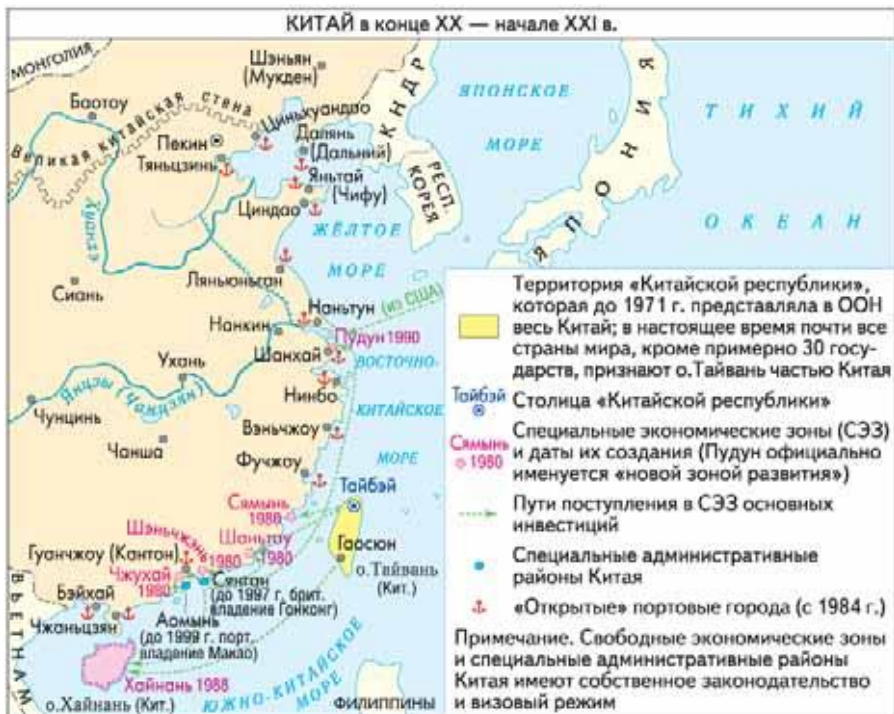 КИТАЙ в конце XX — начале XXI в.
МОНГОЛИЯ
Шэньян
(Мукден)
Баотоу
Великая китайская стена
Циньхуандао
Пекин
Далянь
(Дальний)
Тяньцзинь
Яньтай
(Чифу)
Циндао
КНДР
РЕСП.
КОРЕЯ
ЯПОНСКОЕ
МОРЕ
ЯПОНИЯ
ТИХИЙ
ОКЕАН
Хуанхэ
ЖЁЛТОЕ
МОРЕ
Сиань
Ляньюньган
Наньтун
(из США)
Нанкин
Пудун 1990
Шанхай
Ухань
ВОСТОЧНО-
КИТАЙСКОЕ
МОРЕ
Нинбо
Янцзы (Чанцзян)
Чунцинь
Вэньчжоу
Чанша
Фучжоу
Сямынь
1980
Тайбэй
Шэньчжэнь
1980
Шаньтоу
1980
Гаосюн
Гуанчжоу (Кантон)
Чжухай
1980
о.Тайвань
(Кит.)
Сянган
(до 1997 г. брит.
владение Гонконг)
Бэйхай
Чжаньцзян
Аомынь
(до 1999 г. порт.
владение Макао)
ВЬЕТНАМ
Хайнань 1988
о.Хайнань (Кит.)
ЮЖНО-КИТАЙСКОЕ
МОРЕ
ФИЛИППИНЫ
Территория «Китайской республики»,
которая до 1971 г. представляла в ООН
весь Китай; в настоящее время почти все
страны мира, кроме примерно 30 госу-
дарств, признают о.Тайвань частью Китая
Тайбэй
Столица «Китайской республики»
Сямынь
1980
Специальные экономические зоны (СЭЗ)
и даты их создания (Пудун официально
именуется «новой зоной развития»)
Пути поступления в СЭЗ основных
инвестиций
Специальные административные
районы Китая
«Открытые» портовые города (с 1984 г.)
Примечание. Свободные экономические зоны
и специальные административные районы
Китая имеют собственное законодательство
и визовый режим